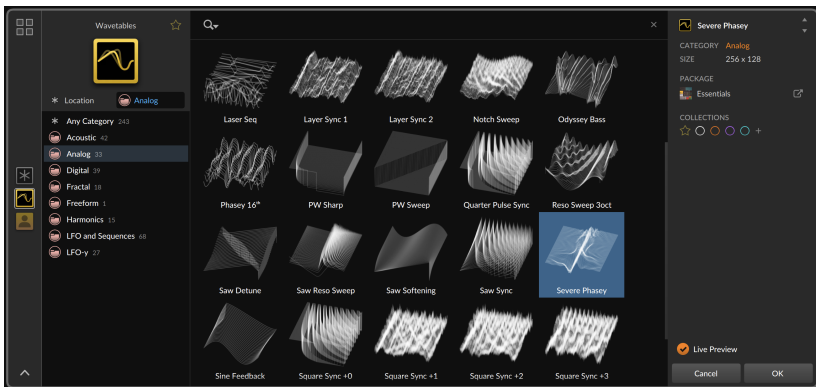 Wavetables
Location
Analog
Any Category 243
Acoustic 42
Analog 33
Digital 39
Fractal 18
Freeform 1
Harmonics 15
LFO and Sequences 68
LFO-y 27
Laser Seq
Layer Sync 1
Layer Sync 2
Notch Sweep
Odyssey Bass
Phasey 16th
PW Sharp
PW Sweep
Quarter Pulse Sync
Reso Sweep 3oct
Saw Detune
Saw Reso Sweep
Saw Softening
Saw Sync
Severe Phasey
Sine Feedback
Square Sync +0
Square Sync +1
Square Sync +2
Square Sync +3
Severe Phasey
CATEGORY Analog
SIZE 256 x 128
PACKAGE
Essentials
COLLECTIONS
Live Preview
Cancel
OK